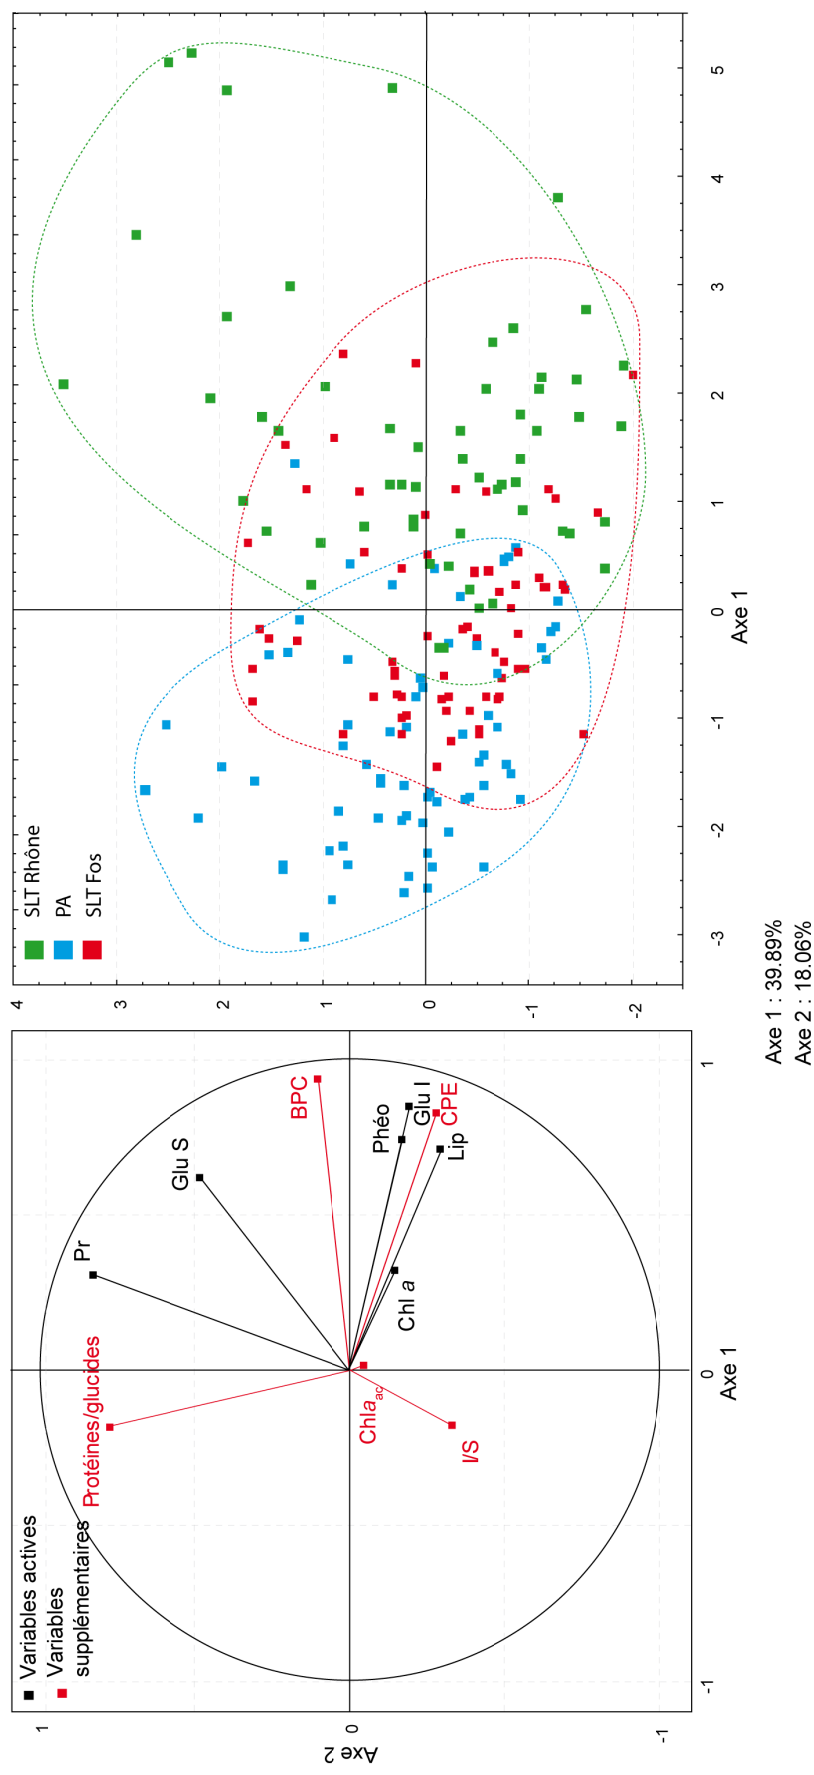 Variables actives
Variables
supplémentaires
Protéines/glucides
Pr
Glu S
BPC
Phéo
Glu I
CPE
Lip
Chl a
Chla ac
I/S
1
0
-1
Axe 2
-1
0
1
Axe 1
SLT Rhône
PA
SLT Fos
4
3
2
1
0
-1
-2
-3
-2
-1
0
1
2
3
4
5
Axe 1
Axe 1 : 39.89%
Axe 2 : 18.06%